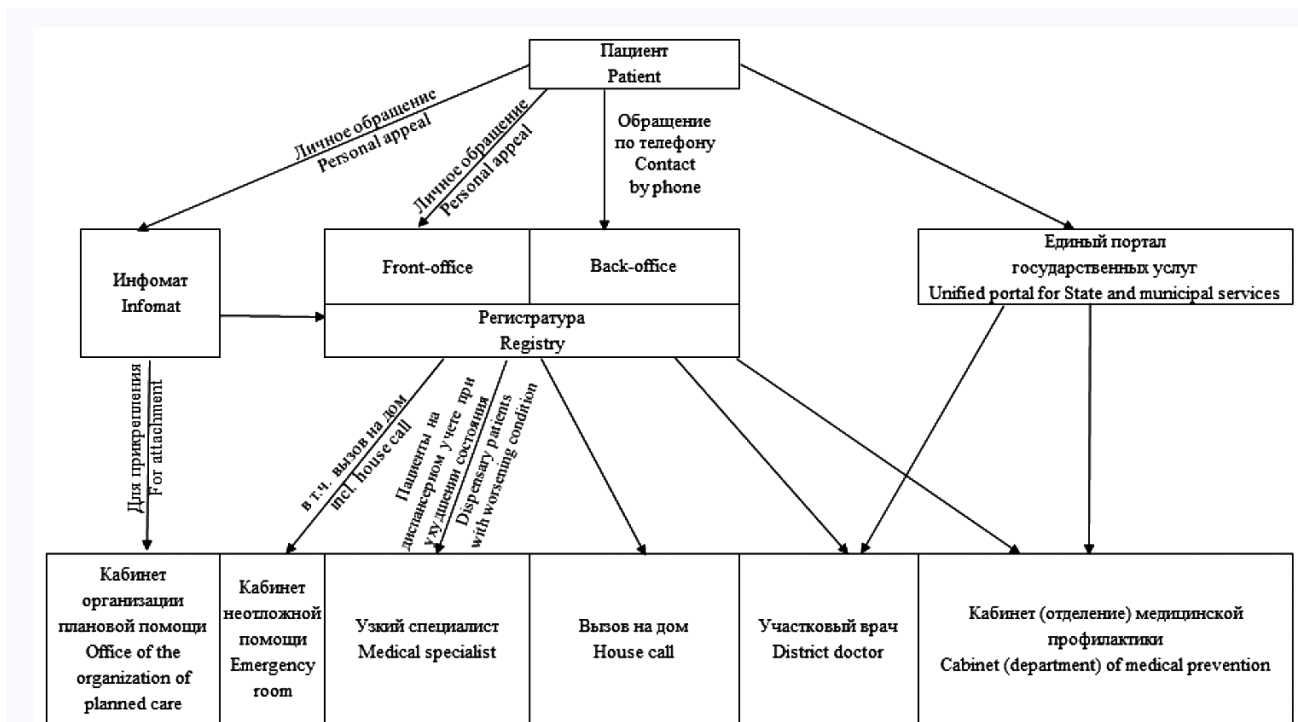 Пациент
Patient
Личное обращение
Personal appeal
Личное обращение
Personal appeal
Обращение
по телефону
Contact
by phone
Инфомат
Infomat
Front-office
Back-office
Регистратура
Registry
Единый портал
государственных услуг
Unified portal for State and municipal services
Для прикрепления
For attachment
в т.ч. вызов на дом
incl. house call
Пациенты на
диспансерном учете при
ухудшении состояния
Dispensary patients
with worsening condition
Кабинет
организации
плановой помощи
Office of the
organization of
planned care
Кабинет
неотложной
помощи
Emergency
room
Узкий специалист
Medical specialist
Вызов на дом
House call
Участковый врач
District doctor
Кабинет (отделение) медицинской
профилактики
Cabinet (department) of medical prevention